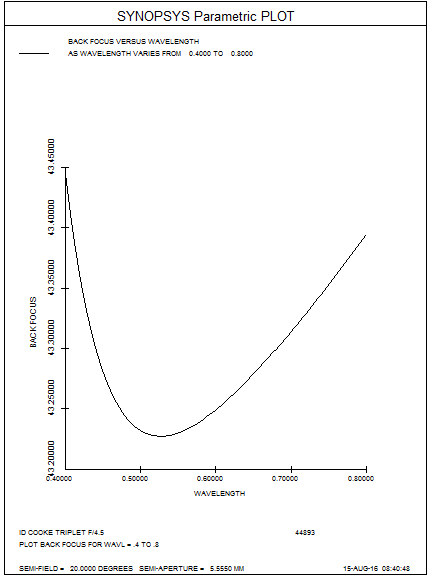 SYNOPSYS Parametric PLOT
BACK FOCUS VERSUS WAVELENGTH
AS WAVELENGTH VARIES FROM 0.4000 TO 0.8000
43.45000
43.40000
43.35000
43.30000
43.25000
43.20000
BACK FOCUS
0.40000 0.50000 0.60000 0.70000 0.80000
WAVELENGTH
ID COOKE TRIPLET F/4.5 44893
PLOT BACK FOCUS FOR WAVL = .4 TO .8
SEMI-FIELD = 20.0000 DEGREES SEMI-APERTURE = 5.5550 MM 15-AUG-16 08:40:48